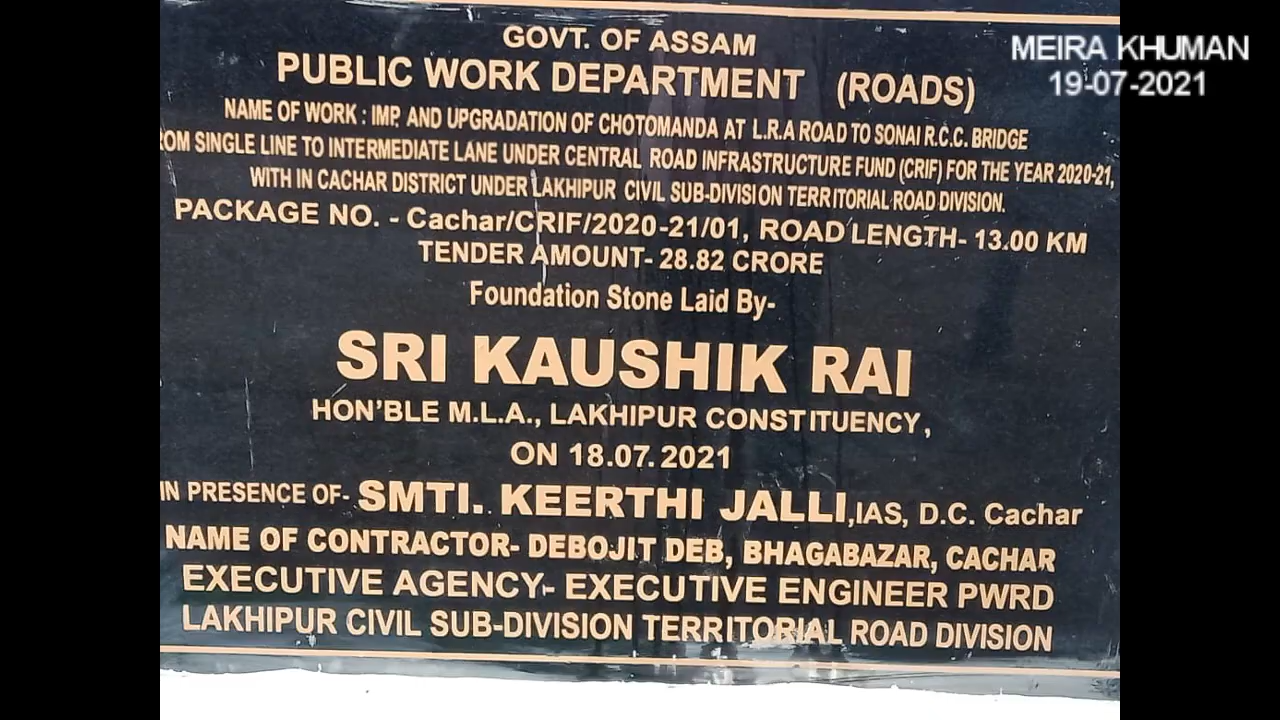 GOVT. OF ASSAM
PUBLIC WORK DEPARTMENT (ROADS)
NAME OF WORK : IMP. AND UPGRADATION OF CHOTOMANDA AT L.R.A ROAD TO SONAI R.C.C. BRIDGE
OM SINGLE LINE TO INTERMEDIATE LANE UNDER CENTRAL ROAD INFRASTRUCTURE FUND (CRIF) FOR THE YEAR 2020-21,
WITH IN CACHAR DISTRICT UNDER LAKHIPUR CIVIL SUB-DIVISION TERRITORIAL ROAD DIVISION.
PACKAGE NO. - Cachar/CRIF/2020-21/01, ROAD LENGTH- 13.00 KM
TENDER AMOUNT- 28.82 CRORE
Foundation Stone Laid By-
SRI KAUSHIK RAI
HON'BLE M.L.A., LAKHIPUR CONSTITUENCY,
ON 18.07.2021
IN PRESENCE OF- SMTI. KEERTHI JALLI,IAS, D.C. Cachar
NAME OF CONTRACTOR- DEBOJIT DEB, BHAGABAZAR, CACHAR
EXECUTIVE AGENCY- EXECUTIVE ENGINEER PWRD
LAKHIPUR CIVIL SUB-DIVISION TERRITORIAL ROAD DIVISION
MEIRA KHUMAN
19-07-2021